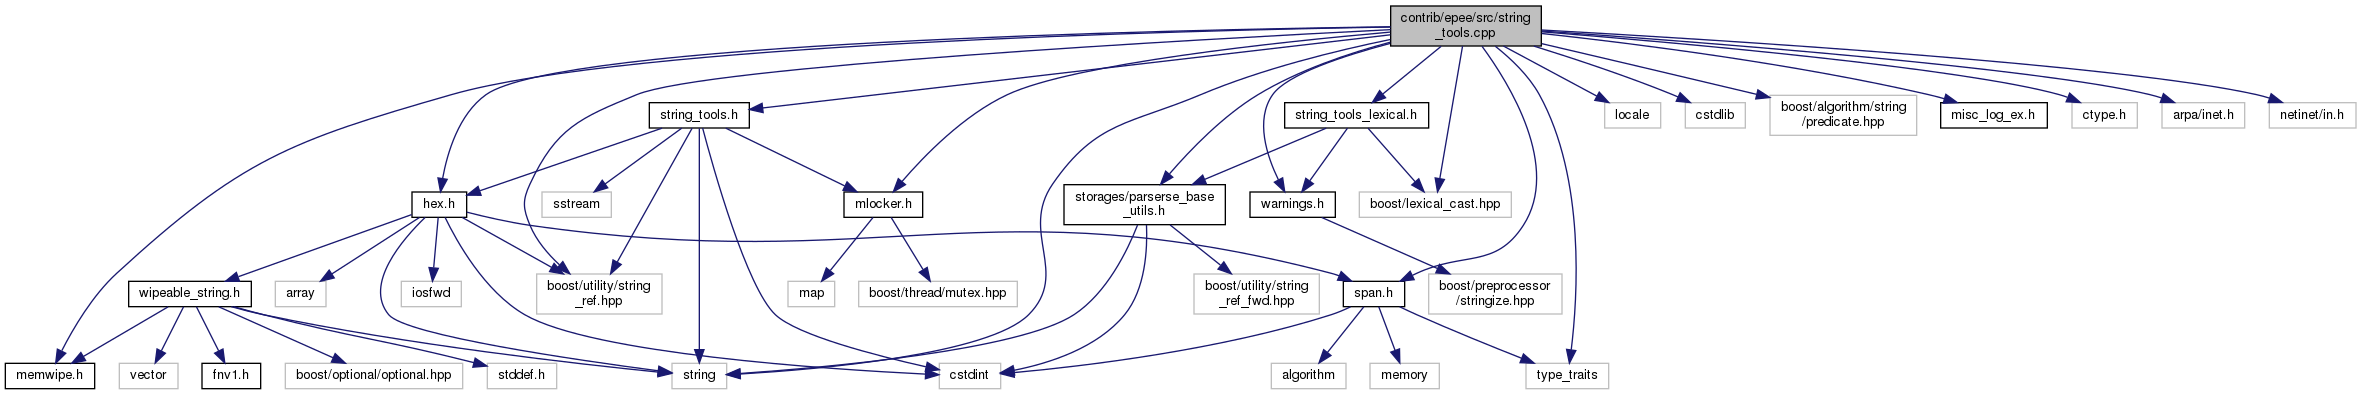 contrib/epee/src/string
_tools.cpp
string_tools.h
string_tools_lexical.h
locale
cstdlib
boost/algorithm/string
/predicate.hpp
misc_log_ex.h
ctype.h
arpa/inet.h
netinet/in.h
hex.h
sstream
mlocker.h
storages/parserse_base
_utils.h
warnings.h
boost/lexical_cast.hpp
wipeable_string.h
array
iosfwd
boost/utility/string
_ref.hpp
map
boost/thread/mutex.hpp
boost/utility/string
_ref_fwd.hpp
span.h
boost/preprocessor
/stringize.hpp
memwipe.h
vector
fnv1.h
boost/optional/optional.hpp
stddef.h
string
cstdint
algorithm
memory
type_traits